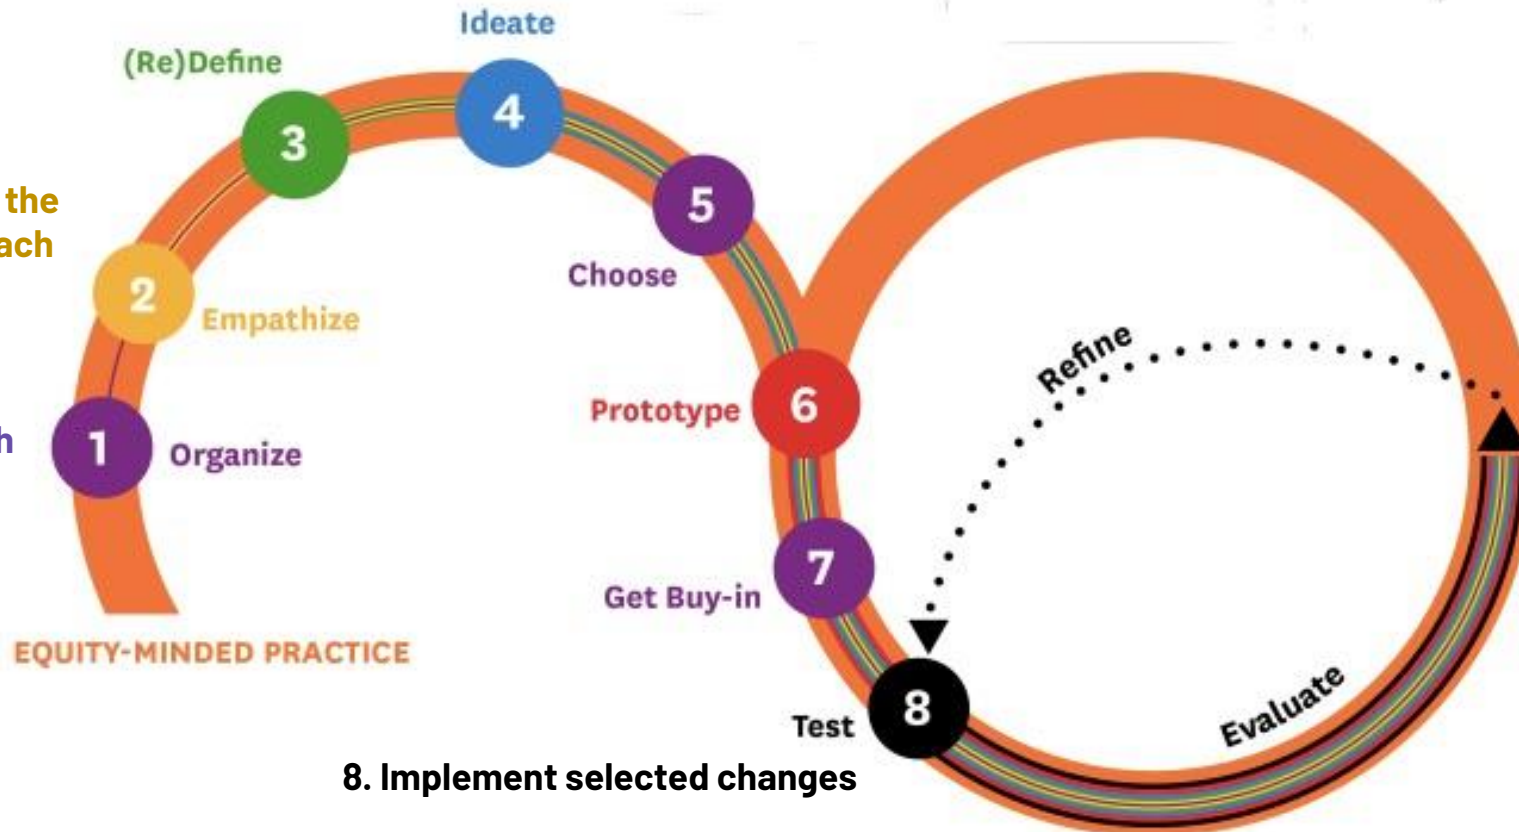 Ideate
(Re)Define
4
3
the
5
2
Choose
Empathize
Refine
6
Prototype
1
Organize
7
Get Buy-in
EQUITY-MINDED PRACTICE
8
Evaluate
Test
8. Implement selected changes